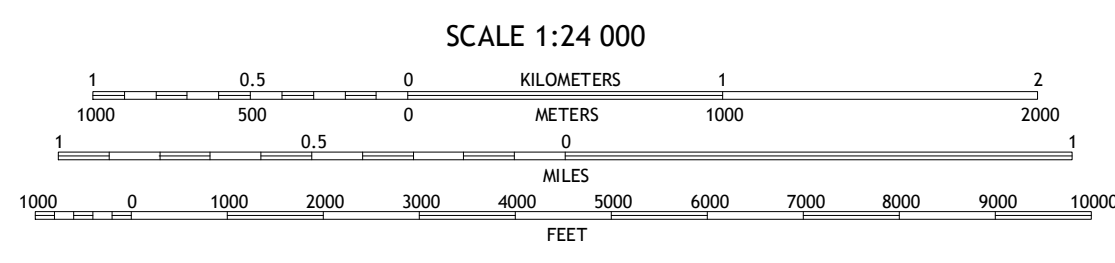 SCALE 1:24 000
1 0.5 0 KILOMETERS 1 2
1000 500 0 METERS 1000 2000
1 0.5 0 1
MILES
1000 0 1000 2000 3000 4000 5000 6000 7000 8000 9000 10000
FEET